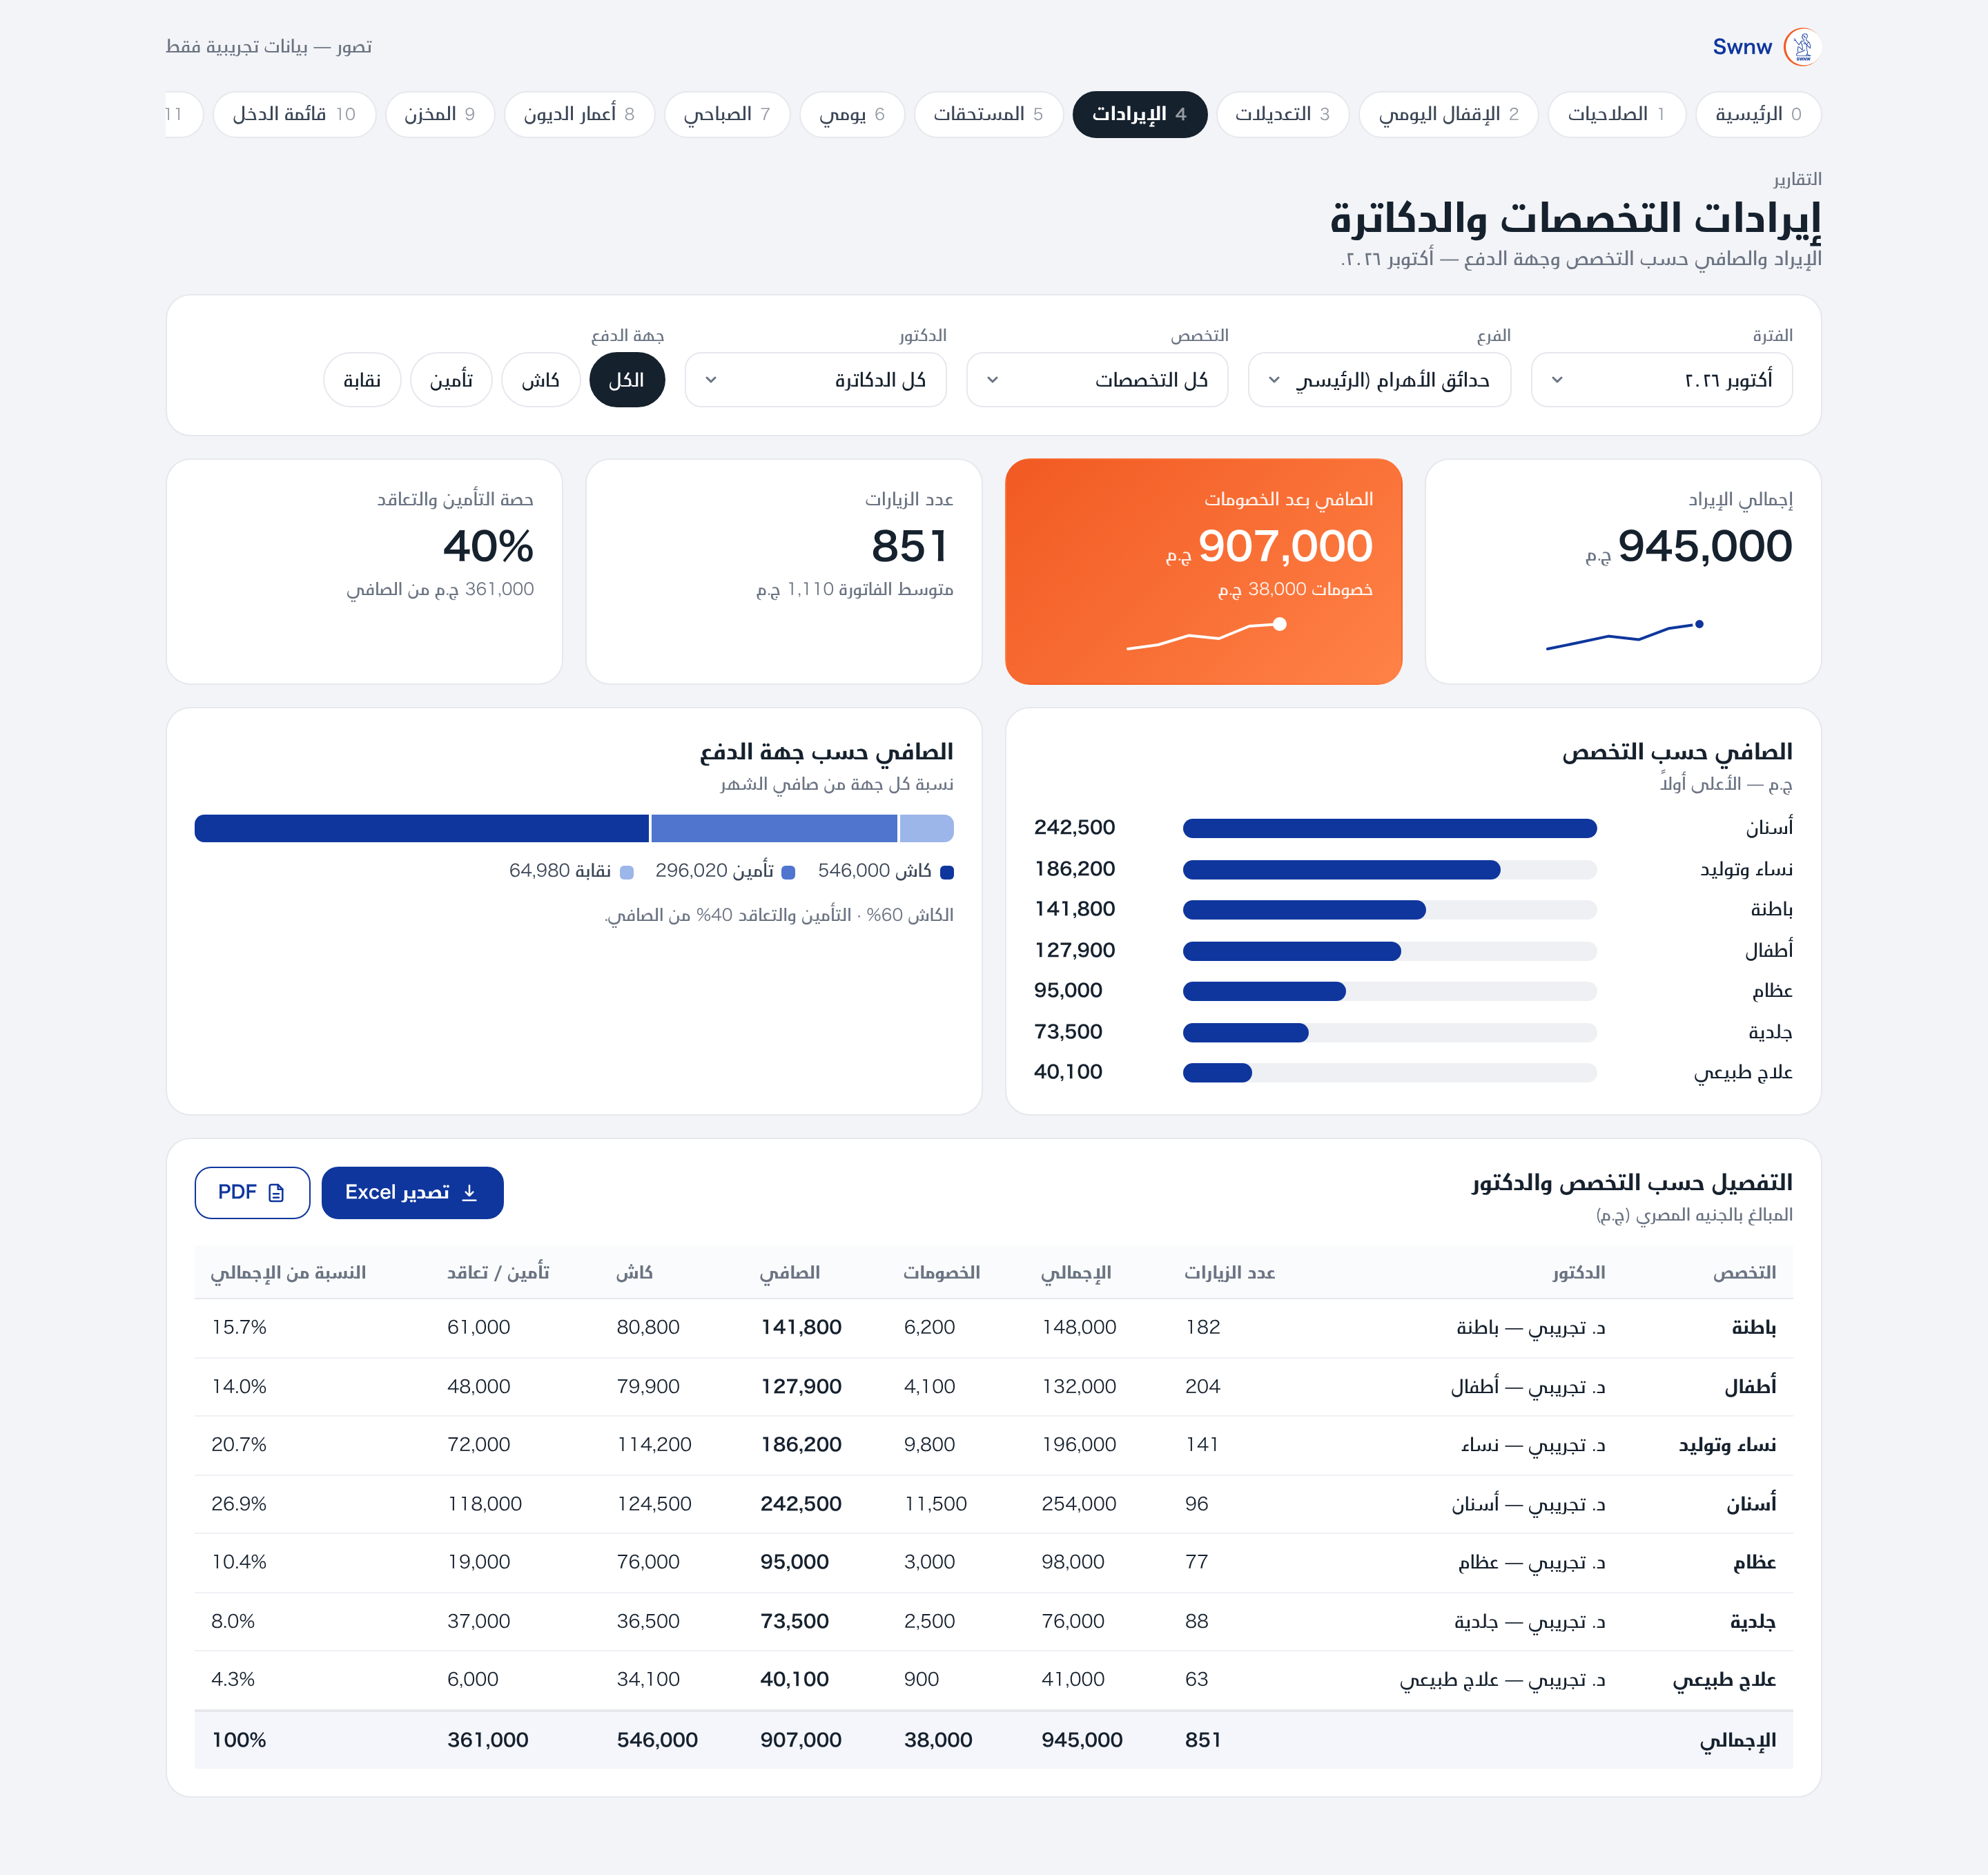 Swnw
تصور — بيانات تجريبية فقط
0 الرئيسية 1 الصلاحيات 2 الإقفال اليومي 3 التعديلات 4 الإيرادات 5 المستحقات 6 يومي 7 الصباحي 8 أعمار الديون 9 المخزن 10 قائمة الدخل 11
التقارير
إيرادات التخصصات والدكاترة
الإيراد والصافي حسب التخصص وجهة الدفع — أكتوبر ٢٠٢٦.
الفترة الفرع التخصص الدكتور جهة الدفع
أكتوبر ٢٠٢٦ حدائق الأهرام (الرئيسي كل التخصصات كل الدكاترة الكل كاش تأمين نقابة
إجمالي الإيراد
945,000 ج.م
الصافي بعد الخصومات
907,000 ج.م
خصومات 38,000 ج.م
عدد الزيارات
851
متوسط الفاتورة 1,110 ج.م
حصة التأمين والتعاقد
40%
361,000 ج.م من الصافي
الصافي حسب التخصص
ج.م — الأعلى أولاً
أسنان 242,500
نساء وتوليد 186,200
باطنة 141,800
أطفال 127,900
عظام 95,000
جلدية 73,500
علاج طبيعي 40,100
الصافي حسب جهة الدفع
نسبة كل جهة من صافي الشهر
كاش 546,000 تأمين 296,020 نقابة 64,980
الكاش 60% · التأمين والتعاقد 40% من الصافي.
التفصيل حسب التخصص والدكتور
المبالغ بالجنيه المصري (ج.م)
تصدير Excel PDF
التخصص الدكتور عدد الزيارات الإجمالي الخصومات الصافي كاش تأمين / تعاقد النسبة من الإجمالي
باطنة د. تجريبي — باطنة 182 148,000 6,200 141,800 80,800 61,000 15.7%
أطفال د. تجريبي — أطفال 204 132,000 4,100 127,900 79,900 48,000 14.0%
نساء وتوليد د. تجريبي — نساء 141 196,000 9,800 186,200 114,200 72,000 20.7%
أسنان د. تجريبي — أسنان 96 254,000 11,500 242,500 124,500 118,000 26.9%
عظام د. تجريبي — عظام 77 98,000 3,000 95,000 76,000 19,000 10.4%
جلدية د. تجريبي — جلدية 88 76,000 2,500 73,500 36,500 37,000 8.0%
علاج طبيعي د. تجريبي — علاج طبيعي 63 41,000 900 40,100 34,100 6,000 4.3%
الإجمالي 851 945,000 38,000 907,000 546,000 361,000 100%